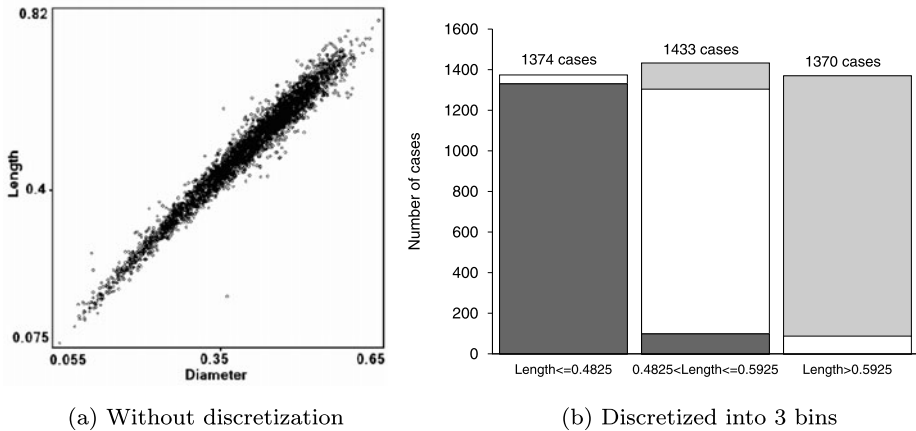 0.82
Length
0.4
0.075
0.055
0.35
0.65
Diameter
(a) Without discretization
1600
1400
1200
1000
800
600
400
200
0
Number of cases
1374 cases
1433 cases
1370 cases
Length<=0.4825
0.4825<Length<=0.5925
Length>0.5925
(b) Discretized into 3 bins